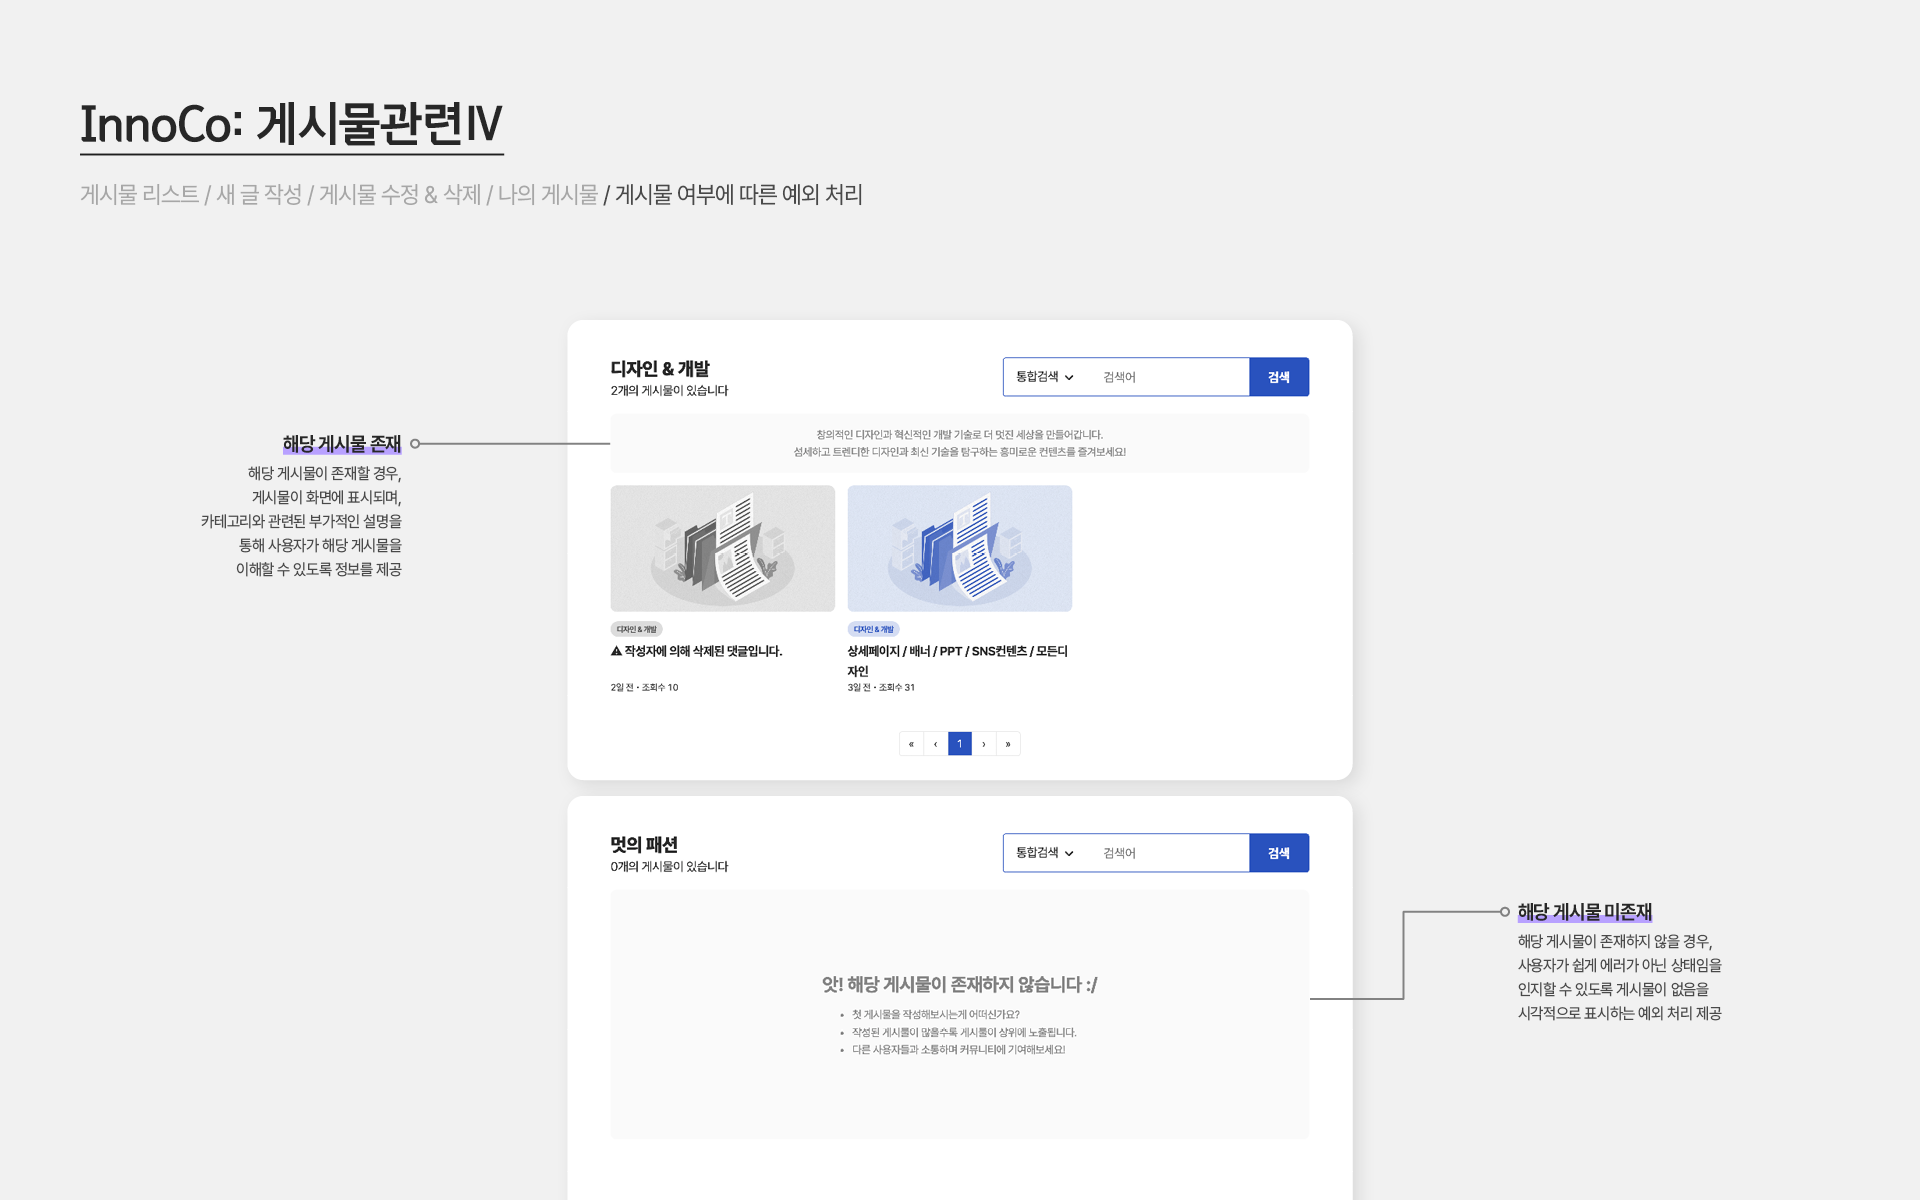 InnoCo: 게시물관련Ⅳ
게시물 리스트 / 새 글 작성 / 게시물 수정 & 삭제 / 나의 게시물 / 게시물 여부에 따른 예외 처리
디자인 & 개발
2개의 게시물이 있습니다
통합검색
검색어
검색
창의적인 디자인과 혁신적인 개발 기술로 더 멋진 세상을 만들어갑니다.
섬세하고 트렌디한 디자인과 최신 기술을 탐구하는 흥미로운 컨텐츠를 즐겨보세요!
해당 게시물 존재
해당 게시물이 존재할 경우,
게시물이 화면에 표시되며,
카테고리와 관련된 부가적인 설명을
통해 사용자가 해당 게시물을
이해할 수 있도록 정보를 제공
디자인 & 개발
⚠ 작성자에 의해 삭제된 댓글입니다.
2일 전 • 조회수 10
디자인 & 개발
상세페이지 / 배너 / PPT / SNS컨텐츠 / 모든디
자인
3일 전 • 조회수 31
« ‹ 1 › »
멋의 패션
0개의 게시물이 있습니다
통합검색
검색어
검색
앗! 해당 게시물이 존재하지 않습니다 :/
• 첫 게시물을 작성해보시는게 어떠신가요?
• 작성된 게시물이 많을수록 게시물이 상위에 노출됩니다.
• 다른 사용자들과 소통하며 커뮤니티에 기여해보세요!
해당 게시물 미존재
해당 게시물이 존재하지 않을 경우,
사용자가 쉽게 에러가 아닌 상태임을
인지할 수 있도록 게시물이 없음을
시각적으로 표시하는 예외 처리 제공